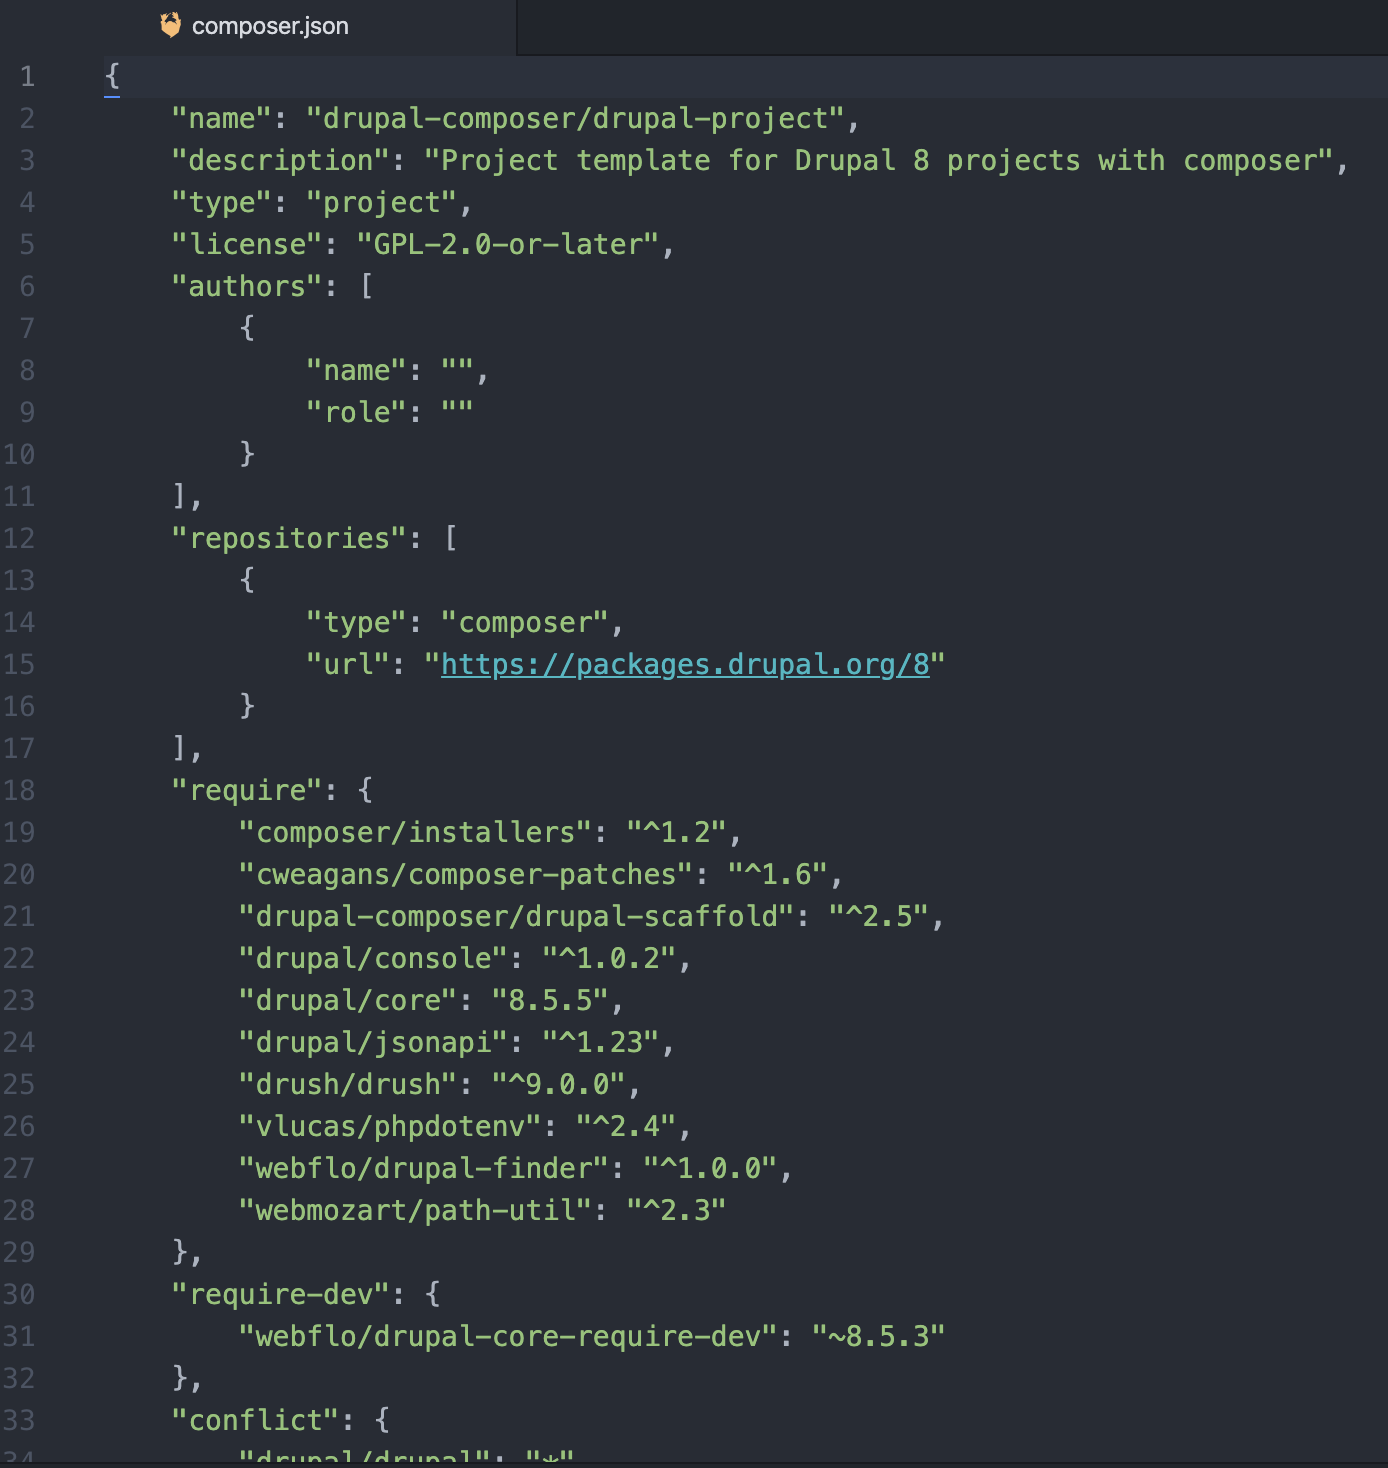 composer.json
1 {
2 "name": "drupal-composer/drupal-project",
3 "description": "Project template for Drupal 8 projects with composer",
4 "type": "project",
5 "license": "GPL-2.0-or-later",
6 "authors": [
7 {
8 "name": "",
9 "role": ""
10 }
11 ],
12 "repositories": [
13 {
14 "type": "composer",
15 "url": "https://packages.drupal.org/8"
16 }
17 ],
18 "require": {
19 "composer/installers": "^1.2",
20 "cweagans/composer-patches": "^1.6",
21 "drupal-composer/drupal-scaffold": "^2.5",
22 "drupal/console": "^1.0.2",
23 "drupal/core": "8.5.5",
24 "drupal/jsonapi": "^1.23",
25 "drush/drush": "^9.0.0",
26 "vlucas/phpdotenv": "^2.4",
27 "webflo/drupal-finder": "^1.0.0",
28 "webmozart/path-util": "^2.3"
29 },
30 "require-dev": {
31 "webflo/drupal-core-require-dev": "~8.5.3"
32 },
33 "conflict": {
34 "drupal/drupal": "*"